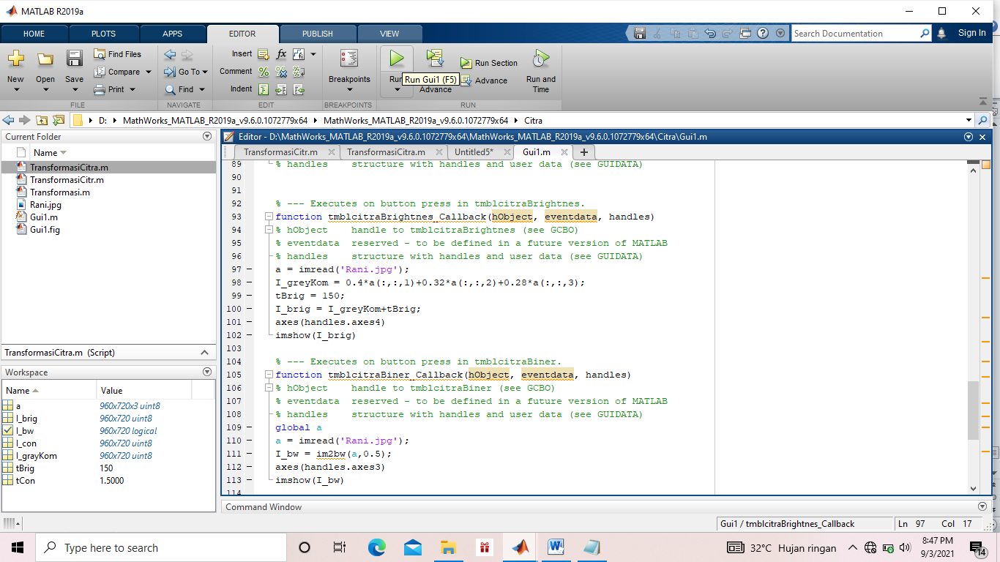 MATLAB R2019a
HOME PLOTS APPS EDITOR PUBLISH VIEW
Search Documentation Sign In
New Open Save Find Files Compare Print
Go To Find
Insert fx Comment Indent
Breakpoints
Run Advance Run Section Advance Run and Time
Run Gui1 (F5)
FILE NAVIGATE EDIT BREAKPOINTS RUN
D: MathWorks_MATLAB_R2019a_v9.6.0.1072779x64 MathWorks_MATLAB_R2019a_v9.6.0.1072779x64 Citra
Current Folder
Name
TransformasiCitra.m
TransformasiCitr.m
Transformasi.m
Rani.jpg
Gui1.m
Gui1.fig
TransformasiCitra.m (Script)
Workspace
Name Value
a 960x720x3 uint8
I_brig 960x720 uint8
I_bw 960x720 logical
I_con 960x720 uint8
I_grayKom 960x720 uint8
tBrig 150
tCon 1.5000
Editor - D:\MathWorks_MATLAB_R2019a_v9.6.0.1072779x64\MathWorks_MATLAB_R2019a_v9.6.0.1072779x64\Citra\Gui1.m
TransformasiCitr.m TransformasiCitra.m Untitled5* Gui1.m
89 % handles    structure with handles and user data (see GUIDATA)
90
91
92 % --- Executes on button press in tmblcitraBrightnes.
93 function tmblcitraBrightnes_Callback(hObject, eventdata, handles)
94 % hObject    handle to tmblcitraBrightnes (see GCBO)
95 % eventdata  reserved - to be defined in a future version of MATLAB
96 % handles    structure with handles and user data (see GUIDATA)
97 a = imread('Rani.jpg');
98 I_greyKom = 0.4*a(:,:,1)+0.32*a(:,:,2)+0.28*a(:,:,3);
99 tBrig = 150;
100 I_brig = I_greyKom+tBrig;
101 axes(handles.axes4)
102 imshow(I_brig)
103
104 % --- Executes on button press in tmblcitraBiner.
105 function tmblcitraBiner_Callback(hObject, eventdata, handles)
106 % hObject    handle to tmblcitraBiner (see GCBO)
107 % eventdata  reserved - to be defined in a future version of MATLAB
108 % handles    structure with handles and user data (see GUIDATA)
109 global a
110 a = imread('Rani.jpg');
111 I_bw = im2bw(a,0.5);
112 axes(handles.axes3)
113 imshow(I_bw)
114
Command Window
Gui1 / tmblcitraBrightnes_Callback Ln 97 Col 17
Type here to search
32°C Hujan ringan
8:47 PM
9/3/2021
14